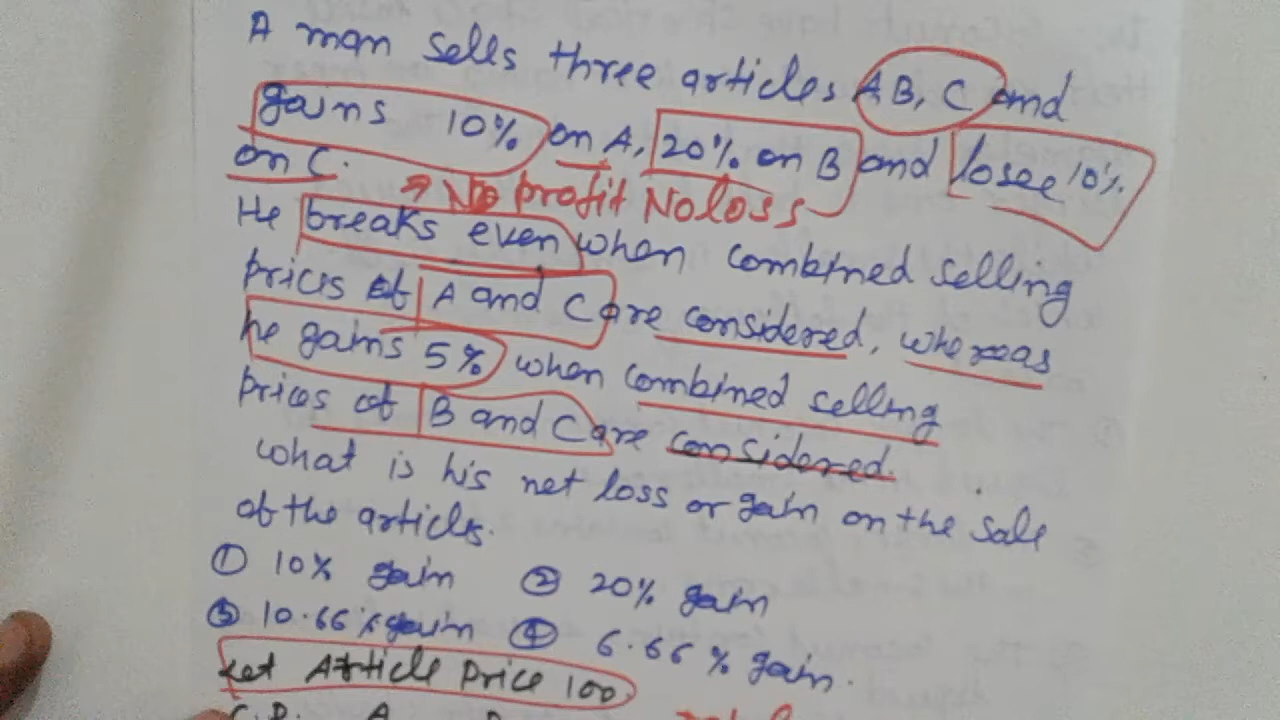 A man sells three articles A,B, C and
gains 10% on A, 20% on B and losee 10%
on C.
→ No profit No loss
He breaks even when combined selling
prices of A and C are considered, whereas
he gains 5% when combined selling
prices of B and C are considered.
what is his net loss or gain on the sale
of the articles.
① 10% gain ② 20% gain
③ 10.66% gain ④ 6.66% gain.
Let Article Price 100
C.P. A B